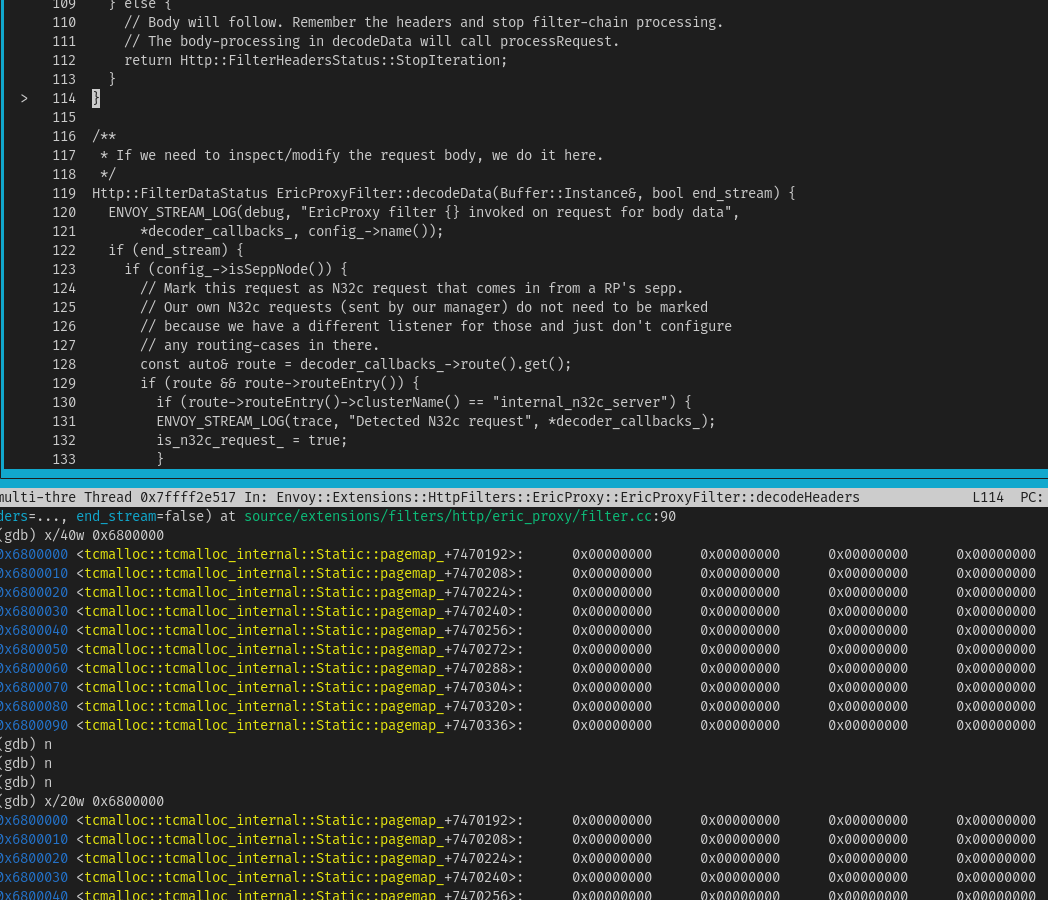 109 } else {
110 // Body will follow. Remember the headers and stop filter-chain processing.
111 // The body-processing in decodeData will call processRequest.
112 return Http::FilterHeadersStatus::StopIteration;
113 }
> 114 }
115
116 /**
117 * If we need to inspect/modify the request body, we do it here.
118 */
119 Http::FilterDataStatus EricProxyFilter::decodeData(Buffer::Instance&, bool end_stream) {
120 ENVOY_STREAM_LOG(debug, "EricProxy filter {} invoked on request for body data",
121 *decoder_callbacks_, config_->name());
122 if (end_stream) {
123 if (config_->isSeppNode()) {
124 // Mark this request as N32c request that comes in from a RP's sepp.
125 // Our own N32c requests (sent by our manager) do not need to be marked
126 // because we have a different listener for those and just don't configure
127 // any routing-cases in there.
128 const auto& route = decoder_callbacks_->route().get();
129 if (route && route->routeEntry()) {
130 if (route->routeEntry()->clusterName() == "internal_n32c_server") {
131 ENVOY_STREAM_LOG(trace, "Detected N32c request", *decoder_callbacks_);
132 is_n32c_request_ = true;
133 }
multi-thre Thread 0x7ffff2e517 In: Envoy::Extensions::HttpFilters::EricProxy::EricProxyFilter::decodeHeaders L114 PC:
ders=..., end_stream=false) at source/extensions/filters/http/eric_proxy/filter.cc:90
(gdb) x/40w 0x6800000
0x6800000 <tcmalloc::tcmalloc_internal::Static::pagemap_+7470192>: 0x00000000 0x00000000 0x00000000 0x00000000
0x6800010 <tcmalloc::tcmalloc_internal::Static::pagemap_+7470208>: 0x00000000 0x00000000 0x00000000 0x00000000
0x6800020 <tcmalloc::tcmalloc_internal::Static::pagemap_+7470224>: 0x00000000 0x00000000 0x00000000 0x00000000
0x6800030 <tcmalloc::tcmalloc_internal::Static::pagemap_+7470240>: 0x00000000 0x00000000 0x00000000 0x00000000
0x6800040 <tcmalloc::tcmalloc_internal::Static::pagemap_+7470256>: 0x00000000 0x00000000 0x00000000 0x00000000
0x6800050 <tcmalloc::tcmalloc_internal::Static::pagemap_+7470272>: 0x00000000 0x00000000 0x00000000 0x00000000
0x6800060 <tcmalloc::tcmalloc_internal::Static::pagemap_+7470288>: 0x00000000 0x00000000 0x00000000 0x00000000
0x6800070 <tcmalloc::tcmalloc_internal::Static::pagemap_+7470304>: 0x00000000 0x00000000 0x00000000 0x00000000
0x6800080 <tcmalloc::tcmalloc_internal::Static::pagemap_+7470320>: 0x00000000 0x00000000 0x00000000 0x00000000
0x6800090 <tcmalloc::tcmalloc_internal::Static::pagemap_+7470336>: 0x00000000 0x00000000 0x00000000 0x00000000
(gdb) n
(gdb) n
(gdb) n
(gdb) x/20w 0x6800000
0x6800000 <tcmalloc::tcmalloc_internal::Static::pagemap_+7470192>: 0x00000000 0x00000000 0x00000000 0x00000000
0x6800010 <tcmalloc::tcmalloc_internal::Static::pagemap_+7470208>: 0x00000000 0x00000000 0x00000000 0x00000000
0x6800020 <tcmalloc::tcmalloc_internal::Static::pagemap_+7470224>: 0x00000000 0x00000000 0x00000000 0x00000000
0x6800030 <tcmalloc::tcmalloc_internal::Static::pagemap_+7470240>: 0x00000000 0x00000000 0x00000000 0x00000000
0x6800040 <tcmalloc::tcmalloc_internal::Static::pagemap_+7470256>: 0x00000000 0x00000000 0x00000000 0x00000000